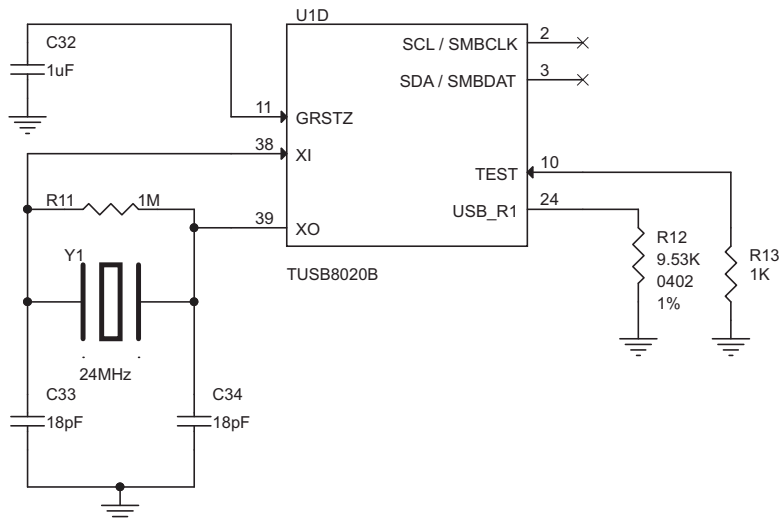 U1D
C32
1uF
SCL / SMBCLK
2
SDA / SMBDAT
3
11
GRSTZ
38
XI
TEST
10
USB_R1
24
R11
1M
39
XO
TUSB8020B
Y1
24MHz
R12
9.53K
0402
1%
R13
1K
C33
18pF
C34
18pF